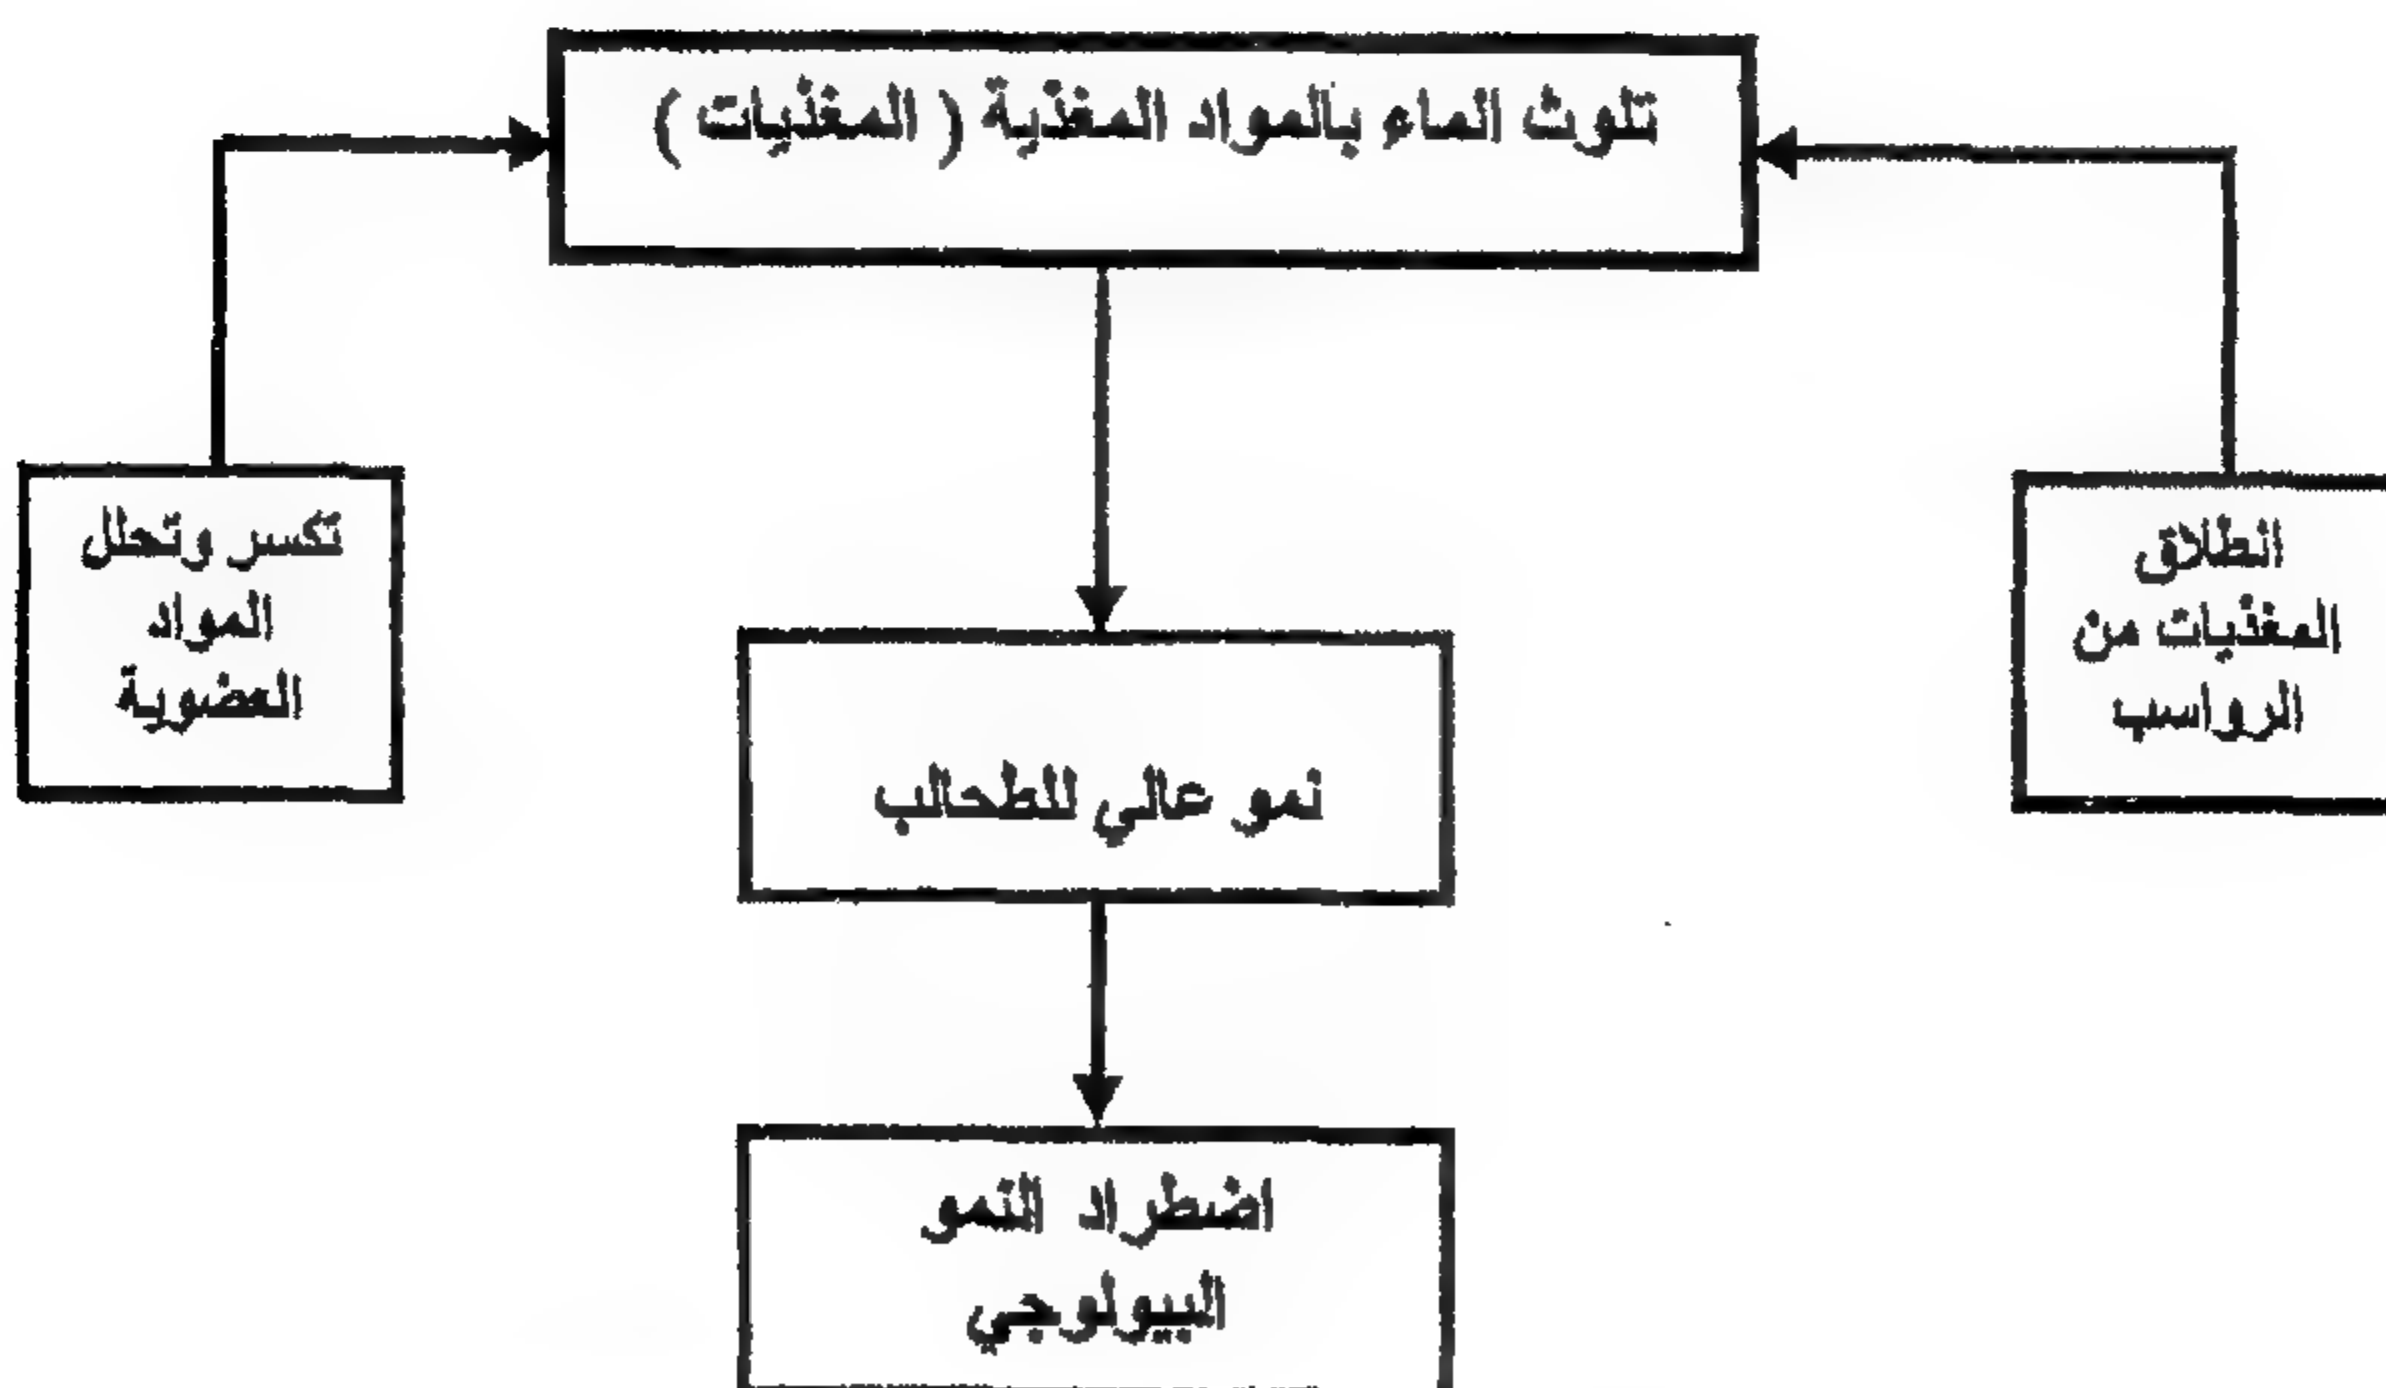 تلوث الماء بالمواد المغذية ( المغذيات )
انطلاق
المغذيات من
الرواسب
تكسر وتحلل
المواد
العضوية
نمو عالي للطحالب
اضطراد النمو
البيولوجي